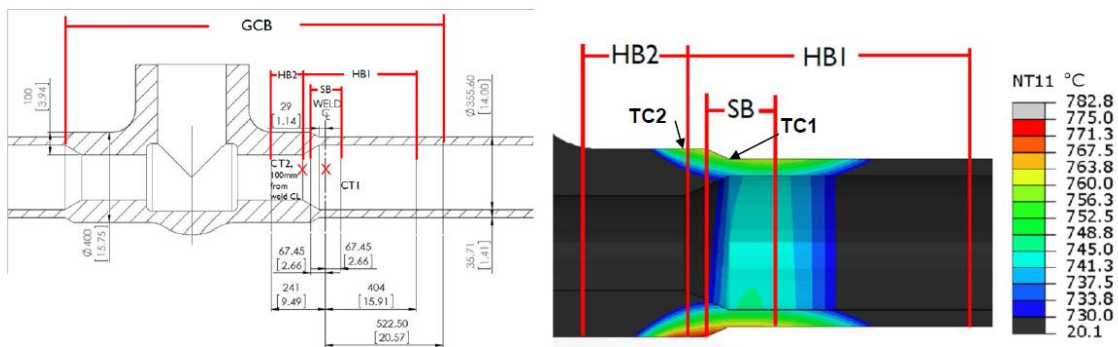 GCB
HB2
HB1
SB
WELD
CL
29
[1.14]
100
[3.94]
Ø355.60
[14.00]
CT2,
100mm
from
weld CL
CT1
Ø400
[15.75]
67.45
[2.66]
67.45
[2.66]
35.71
[1.41]
241
[9.49]
404
[15.91]
522.50
[20.57]
HB2
HB1
TC2
SB
TC1
NT11 °C
782.8
775.0
771.3
767.5
763.8
760.0
756.3
752.5
748.8
745.0
741.3
737.5
733.8
730.0
20.1